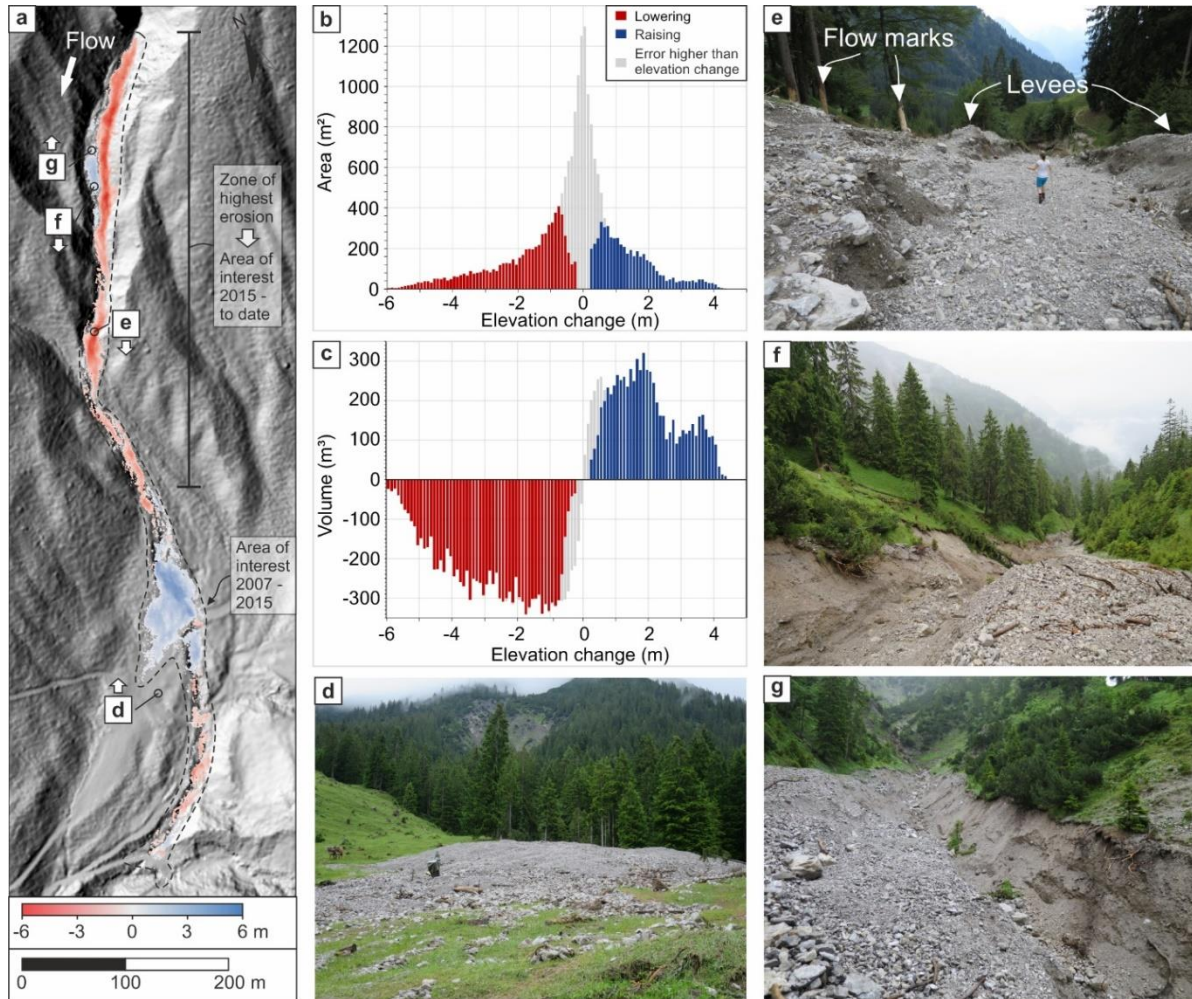 a
Flow
N
g
f
Zone of
highest
erosion
Area of
interest
2015 -
to date
e
Area of
interest
2007 -
2015
d
-6 -3 0 3 6 m
0 100 200 m
b
Lowering
Raising
Error higher than
elevation change
Area (m²)
1200
1000
800
600
400
200
0
-6 -4 -2 0 2 4
Elevation change (m)
c
Volume (m³)
300
200
100
0
-100
-200
-300
-6 -4 -2 0 2 4
Elevation change (m)
d
e
Flow marks
Levees
f
g